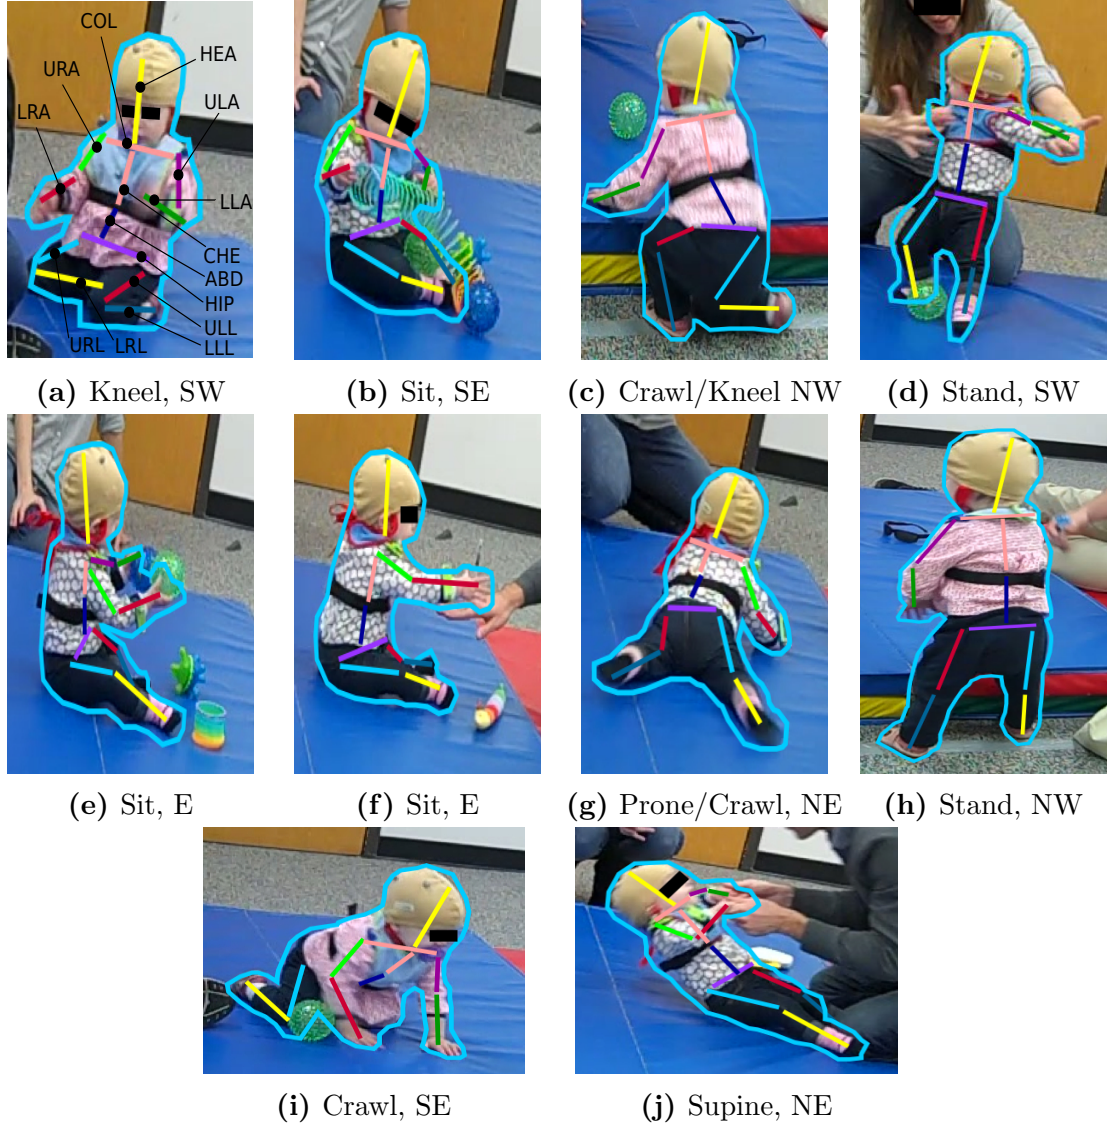 COL
HEA
URA
ULA
LRA
LLA
CHE
ABD
HIP
ULL
LLL
URL
LRL
(a) Kneel, SW
(b) Sit, SE
(c) Crawl/Kneel NW
(d) Stand, SW
(e) Sit, E
(f) Sit, E
(g) Prone/Crawl, NE
(h) Stand, NW
(i) Crawl, SE
(j) Supine, NE